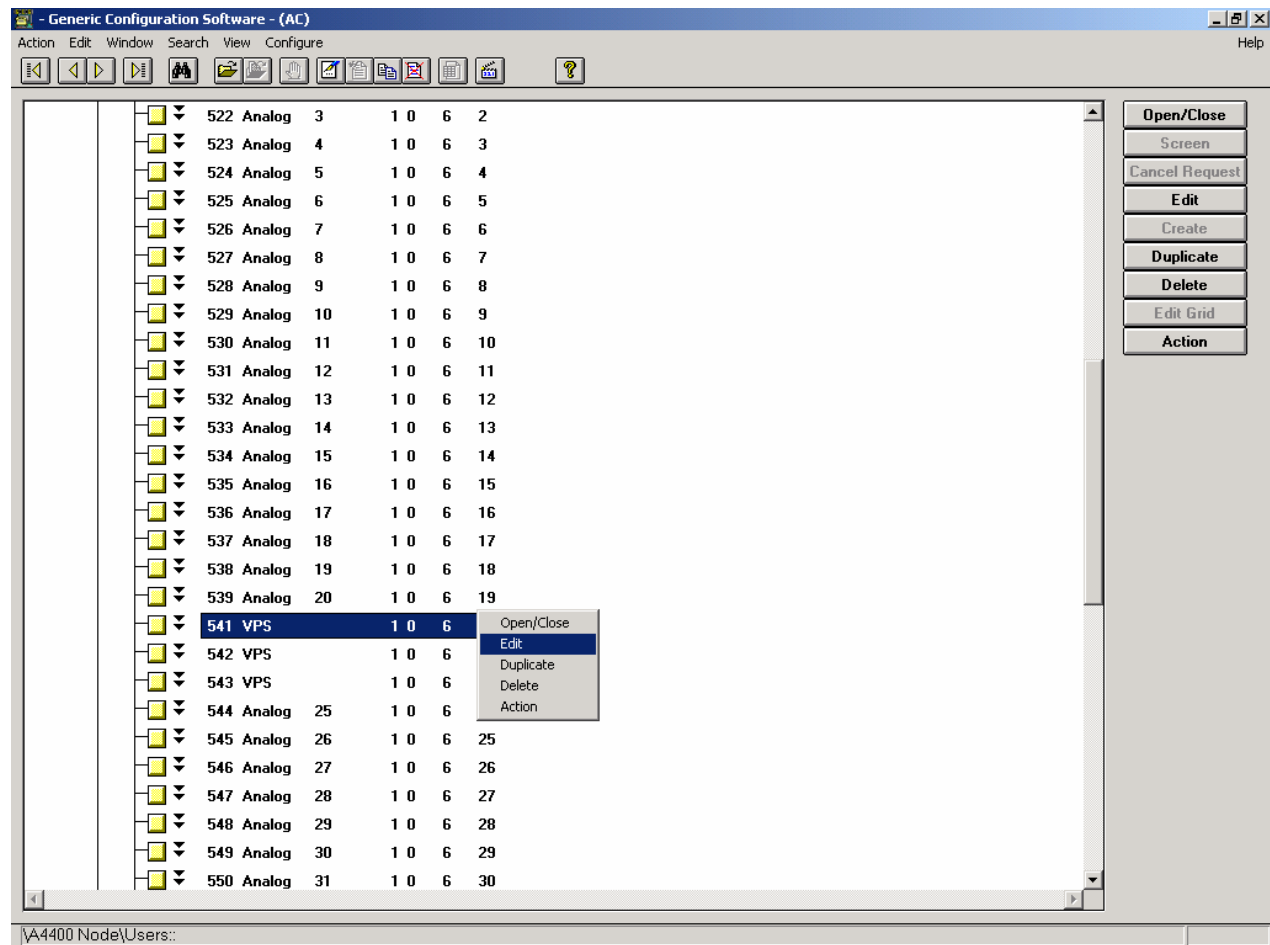 - Generic Configuration Software - (AC)
Action Edit Window Search View Configure Help
522 Analog 3 1 0 6 2
523 Analog 4 1 0 6 3
524 Analog 5 1 0 6 4
525 Analog 6 1 0 6 5
526 Analog 7 1 0 6 6
527 Analog 8 1 0 6 7
528 Analog 9 1 0 6 8
529 Analog 10 1 0 6 9
530 Analog 11 1 0 6 10
531 Analog 12 1 0 6 11
532 Analog 13 1 0 6 12
533 Analog 14 1 0 6 13
534 Analog 15 1 0 6 14
535 Analog 16 1 0 6 15
536 Analog 17 1 0 6 16
537 Analog 18 1 0 6 17
538 Analog 19 1 0 6 18
539 Analog 20 1 0 6 19
541 VPS 1 0 6
542 VPS 1 0 6
543 VPS 1 0 6
544 Analog 25 1 0 6
545 Analog 26 1 0 6 25
546 Analog 27 1 0 6 26
547 Analog 28 1 0 6 27
548 Analog 29 1 0 6 28
549 Analog 30 1 0 6 29
550 Analog 31 1 0 6 30
Open/Close
Edit
Duplicate
Delete
Action
Open/Close
Screen
Cancel Request
Edit
Create
Duplicate
Delete
Edit Grid
Action
\A4400 Node\Users::